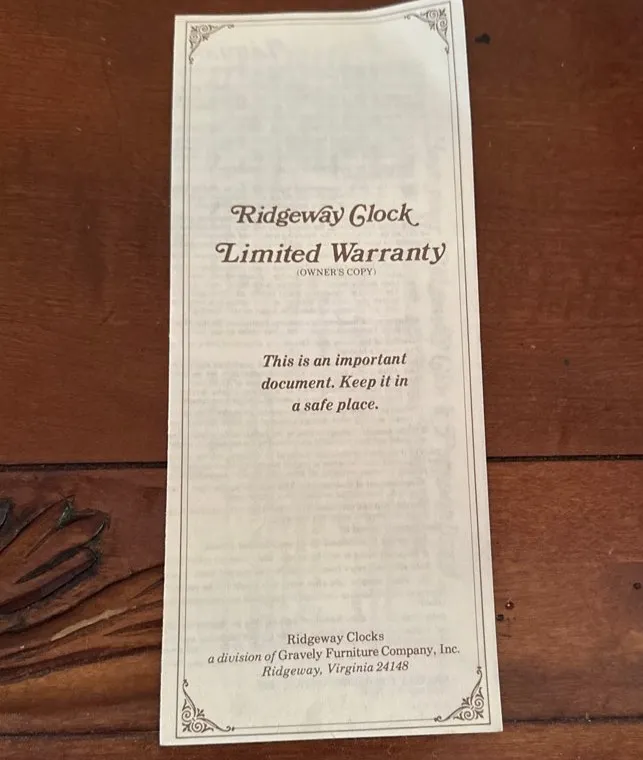 Ridgeway Clock
Limited Warranty
(OWNER'S COPY)
This is an important
document. Keep it in
a safe place.
Ridgeway Clocks
a division of Gravely Furniture Company, Inc.
Ridgeway, Virginia 24148